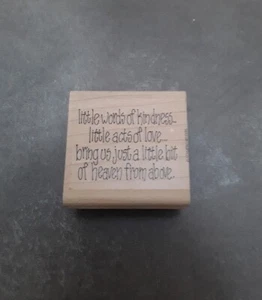 little words of kindness...
little acts of love...
bring us just a little bit
of heaven from above.